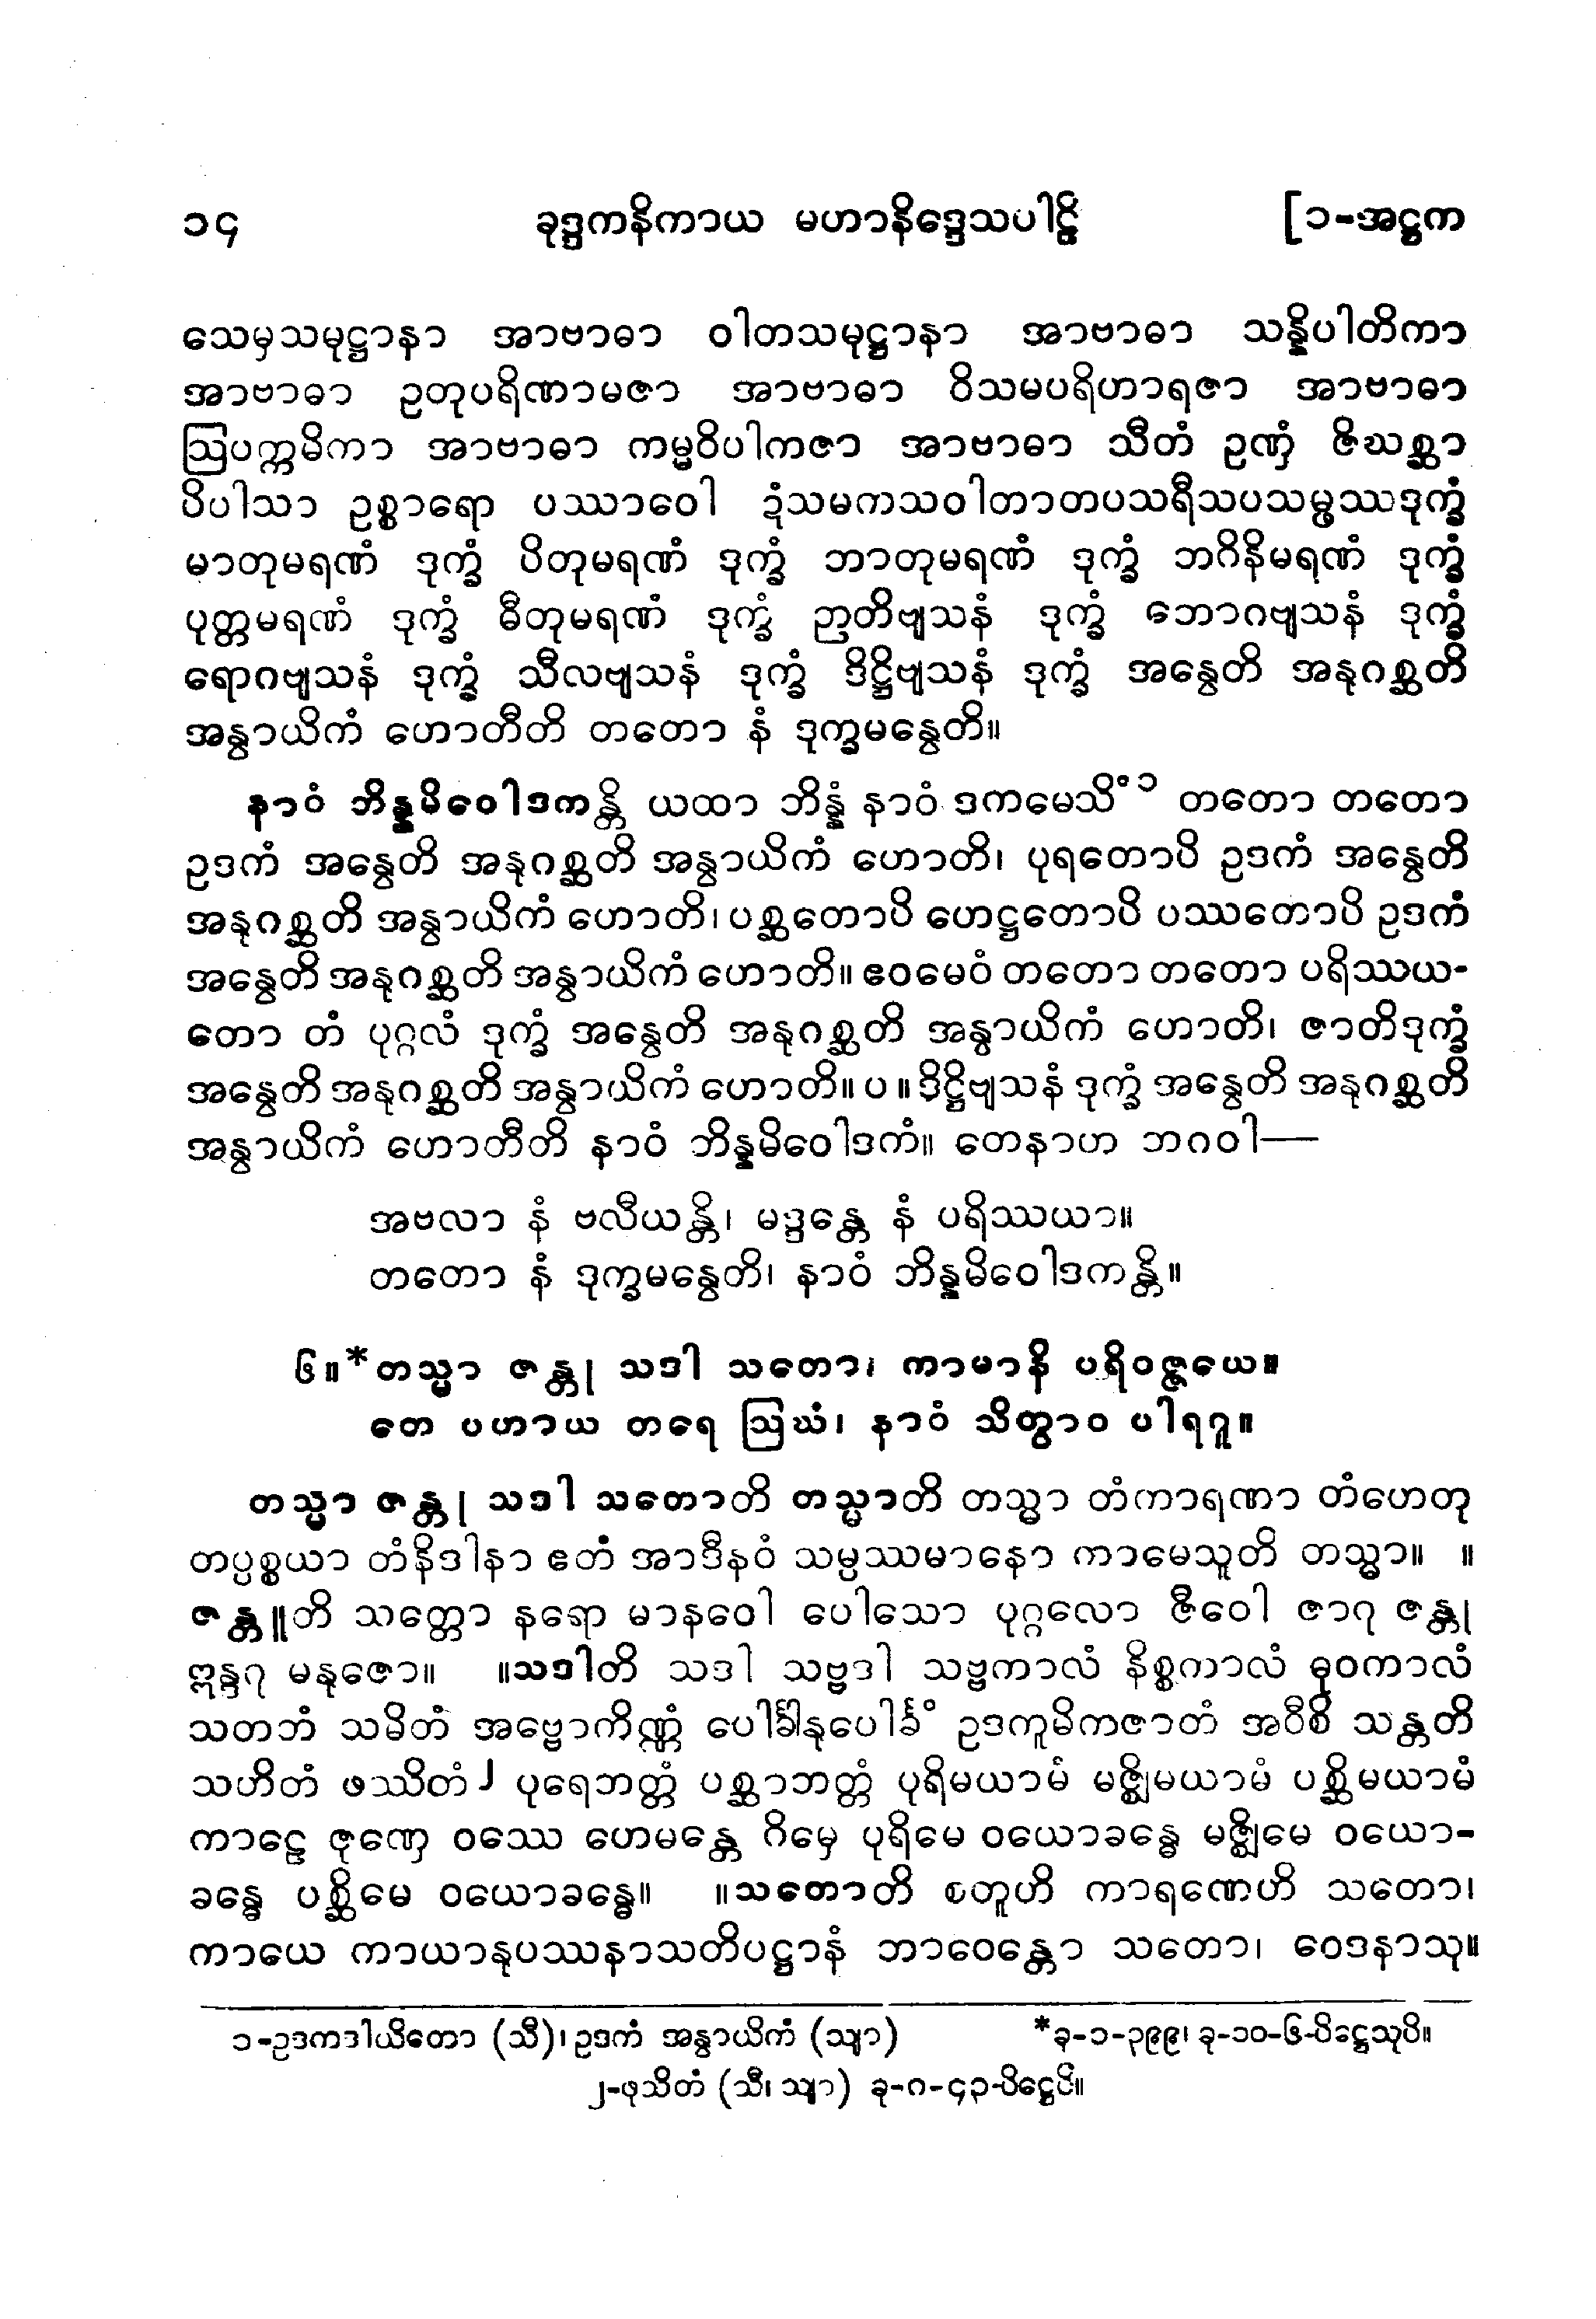 ၁၄ ခုဒ္ဒကနိကာယ မဟာနိဒ္ဒေသပါဠိ [၁-အဋ္ဌက
သေမှသမုဋ္ဌာနာ အာဗာဓာ ဝါတသမုဋ္ဌာနာ အာဗာဓာ သန္နိပါတိကာ
အာဗာဓာ ဥတုပရိဏာမဇာ အာဗာဓာ ဝိသမပရိဟာရဇာ အာဗာဓာ
ဩပက္ကမိကာ အာဗာဓာ ကမ္မဝိပါကဇာ အာဗာဓာ သီတံ ဥဏှံ ဇိဃစ္ဆာ
ပိပါသာ ဥစ္စာရော ပဿာဝေါ ဍံသမကသဝါတာတပသရီသပသမ္ဖဿဒုက္ခံ
မာတုမရဏံ ဒုက္ခံ ပိတုမရဏံ ဒုက္ခံ ဘာတုမရဏံ ဒုက္ခံ ဘဂိနိမရဏံ ဒုက္ခံ
ပုတ္တမရဏံ ဒုက္ခံ ဓီတုမရဏံ ဒုက္ခံ ဉာတိဗျသနံ ဒုက္ခံ ဘောဂဗျသနံ ဒုက္ခံ
ရောဂဗျသနံ ဒုက္ခံ သီလဗျသနံ ဒုက္ခံ ဒိဋ္ဌိဗျသနံ ဒုက္ခံ အနွေတိ အနုဂစ္ဆတိ
အနွာယိကံ ဟောတီတိ တတော နံ ဒုက္ခမနွေတိ။
နာဝံ ဘိန္နမိဝေါဒကန္တိ ယထာ ဘိန္နံ နာဝံ ဒကမေသိံ ၁ တတော တတော
ဥဒကံ အနွေတိ အနုဂစ္ဆတိ အနွာယိကံ ဟောတိ၊ ပုရတောပိ ဥဒကံ အနွေတိ
အနုဂစ္ဆတိ အနွာယိကံ ဟောတိ၊ ပစ္ဆတောပိ ဟေဋ္ဌတောပိ ပဿတောပိ ဥဒကံ
အနွေတိ အနုဂစ္ဆတိ အနွာယိကံ ဟောတိ။ ဧဝမေဝံ တတော တတော ပရိဿယ-
တော တံ ပုဂ္ဂလံ ဒုက္ခံ အနွေတိ အနုဂစ္ဆတိ အနွာယိကံ ဟောတိ၊ ဇာတိဒုက္ခံ
အနွေတိ အနုဂစ္ဆတိ အနွာယိကံ ဟောတိ။ ပ ။ ဒိဋ္ဌိဗျသနံ ဒုက္ခံ အနွေတိ အနုဂစ္ဆတိ
အနွာယိကံ ဟောတီတိ နာဝံ ဘိန္နမိဝေါဒကံ။ တေနာဟ ဘဂဝါ—
အဗလာ နံ ဗလီယန္တိ၊ မဒ္ဒန္တေ နံ ပရိဿယာ။
တတော နံ ဒုက္ခမနွေတိ၊ နာဝံ ဘိန္နမိဝေါဒကန္တိ။
၆။*တသ္မာ ဇန္တု သဒါ သတော၊ ကာမာနိ ပရိဝဇ္ဇယေ။
တေ ပဟာယ တရေ ဩဃံ၊ နာဝံ သိတွာဝ ပါရဂူ။
တသ္မာ ဇန္တု သဒါ သတောတိ တသ္မာတိ တသ္မာ တံကာရဏာ တံဟေတု
တပ္ပစ္စယာ တံနိဒါနာ ဧတံ အာဒီနဝံ သမ္ပဿမာနော ကာမေသူတိ တသ္မာ။ ။
ဇန္တူတိ သတ္တော နရော မာနဝေါ ပေါသော ပုဂ္ဂလော ဇီဝေါ ဇာဂု ဇန္တု
ဣန္ဒဂု မနုဇော။ ။သဒါတိ သဒါ သဗ္ဗဒါ သဗ္ဗကာလံ နိစ္စကာလံ ဓုဝကာလံ
သတတံ သမိတံ အဗ္ဗောကိဏ္ဏံ ပေါင်္ခါနုပေါင်္ခံ ဥဒကူမိကဇာတံ အဝီစိ သန္တတိ
သဟိတံ ဖဿိတံ ၂ ပုရေဘတ္တံ ပစ္ဆာဘတ္တံ ပုရိမယာမံ မဇ္ဈိမယာမံ ပစ္ဆိမယာမံ
ကာဠေ ဇုဏှေ ဝဿေ ဟေမန္တေ ဂိမှေ ပုရိမေ ဝယောခန္ဓေ မဇ္ဈိမေ ဝယော-
ခန္ဓေ ပစ္ဆိမေ ဝယောခန္ဓေ။ ။သတောတိ စတူဟိ ကာရဏေဟိ သတော၊
ကာယေ ကာယာနုပဿနာသတိပဋ္ဌာနံ ဘာဝေန္တော သတော၊ ဝေဒနာသု။
၁-ဥဒကဒါယိတော (သီ)၊ ဥဒကံ အနွာယိကံ (သျာ) *ခု-၁-၃၉၉၊ ခု-၁၀-၆-ပိဋ္ဌေသုပိ။
၂-ဖုသိတံ (သီ၊ သျာ) ခု-ဂ-၄၃-ပိဋ္ဌေပိ။